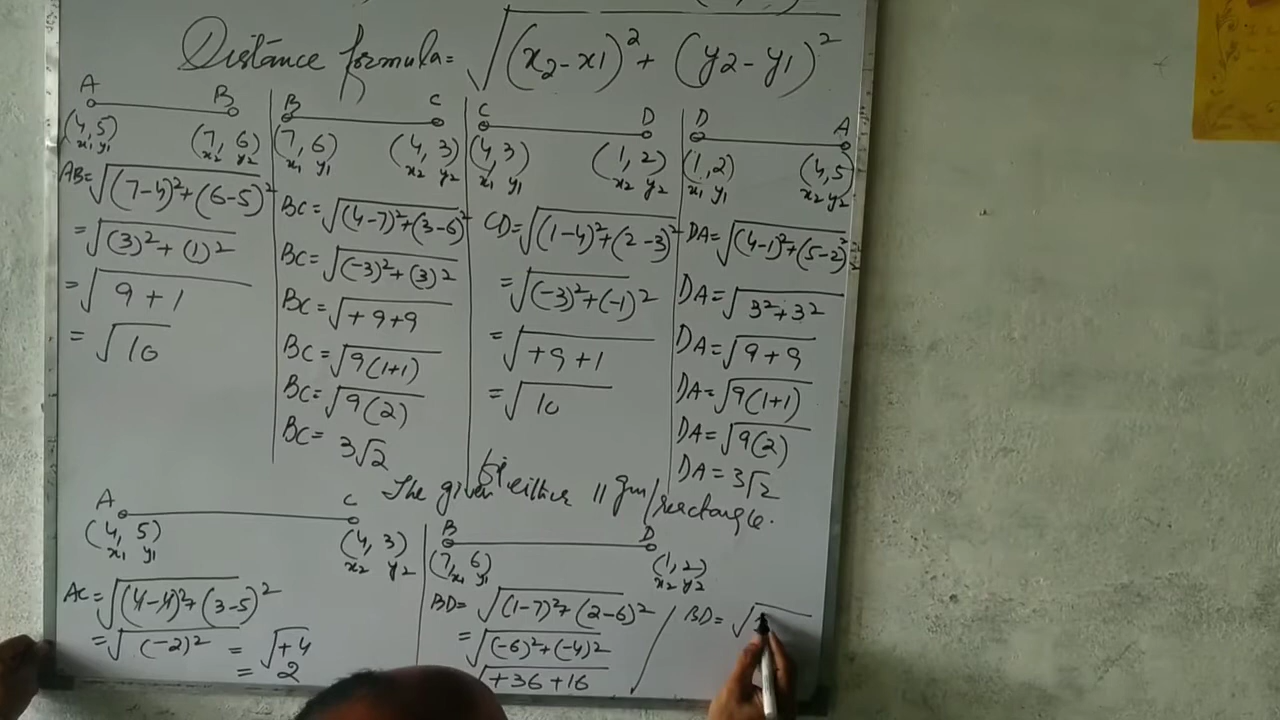 Distance formula = √(x2 - x1)² + (y2 - y1)²
A B
(4, 5) (7, 6)
x1 y1 x2 y2
AB = √(7-4)² + (6-5)²
= √(3)² + (1)²
= √9 + 1
= √10
B C
(7, 6) (4, 3)
x1 y1 x2 y2
BC = √(4-7)² + (3-6)²
BC = √(-3)² + (3)²
BC = √+9+9
BC = √9(1+1)
BC = √9(2)
BC = 3√2
C D
(4, 3) (1, 2)
x1 y1 x2 y2
CD = √(1-4)² + (2-3)²
= √(-3)² + (-1)²
= √+9+1
= √10
D A
(1, 2) (4, 5)
x1 y1 x2 y2
DA = √(4-1)² + (5-2)²
DA = √3² + 3²
DA = √9+9
DA = √9(1+1)
DA = √9(2)
DA = 3√2
The given either || gm/rectangle.
A C
(4, 5) (4, 3)
x1 y1 x2 y2
AC = √(4-4)² + (3-5)²
= √(-2)² = √+4
= 2
B D
(7, 6) (1, 2)
x1 y1 x2 y2
BD = √(1-7)² + (2-6)²
= √(-6)² + (-4)²
√+36+16
BD = √